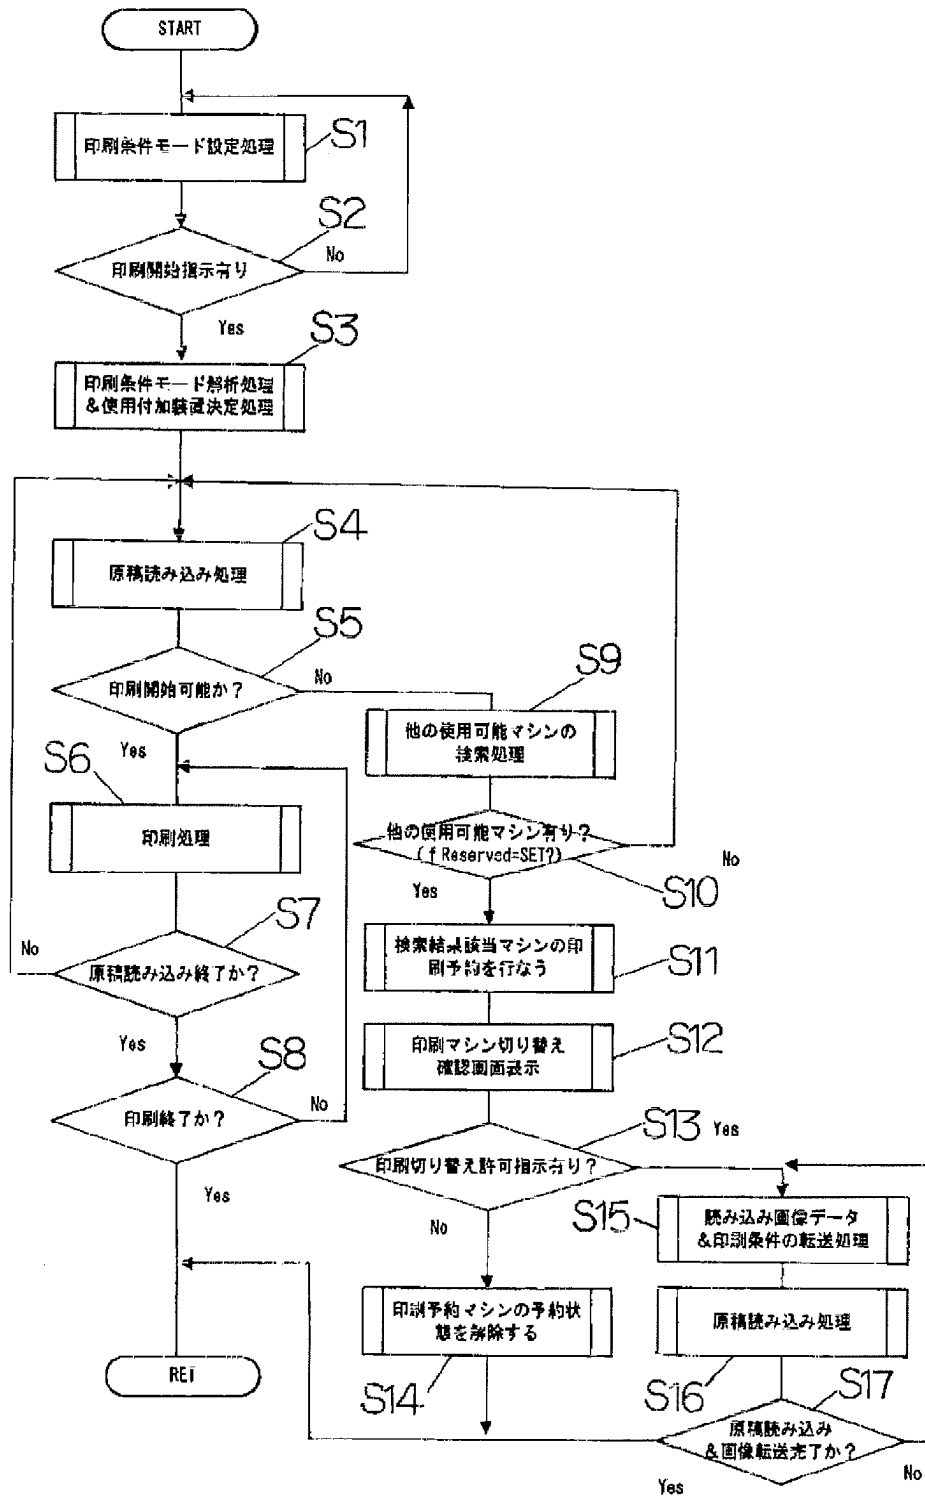 START
印刷条件モード設定処理
S1
S2
印刷開始指示有り
No
Yes
S3
印刷条件モード解析処理
&使用付加装置決定処理
S4
原稿読み込み処理
S5
印刷開始可能か？
No
Yes
S9
他の使用可能マシンの
検索処理
S6
印刷処理
他の使用可能マシン有り？
(f Reserved=SET?)
No
Yes
S10
S7
No
原稿読み込み終了か？
Yes
検索結果該当マシンの印
刷予約を行なう
S11
S8
印刷終了か？
No
Yes
印刷マシン切り替え
確認画面表示
S12
S13
Yes
印刷切り替え許可指示有り？
No
S15
読み込み画像データ
&印刷条件の転送処理
印刷予約マシンの予約状
態を解除する
S14
原稿読み込み処理
S16
RET
S17
原稿読み込み
&画像転送完了か？
No
Yes